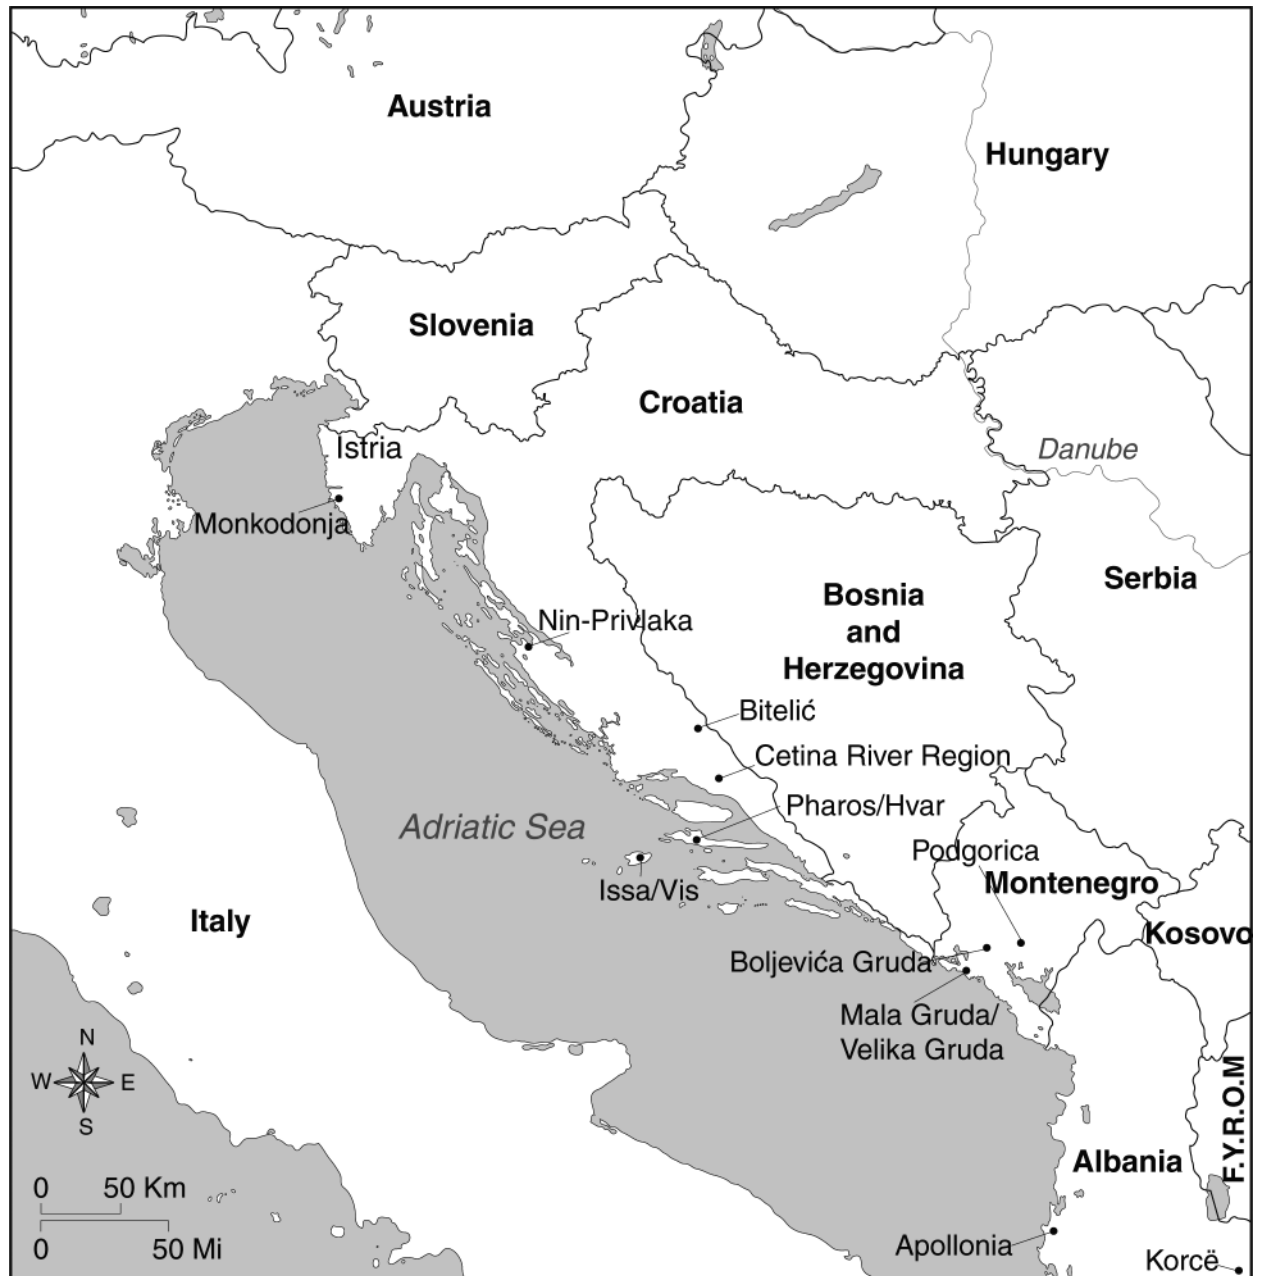 Austria
Hungary
Slovenia
Croatia
Istria
Danube
Monkodonja
Serbia
Bosnia
and
Herzegovina
Nin-Privlaka
Bitelić
Cetina River Region
Pharos/Hvar
Adriatic Sea
Podgorica
Issa/Vis
Montenegro
Italy
Kosovo
Boljevića Gruda
Mala Gruda/
Velika Gruda
N
W E
S
F.Y.R.O.M
Albania
0 50 Km
0 50 Mi
Apollonia
Korcë